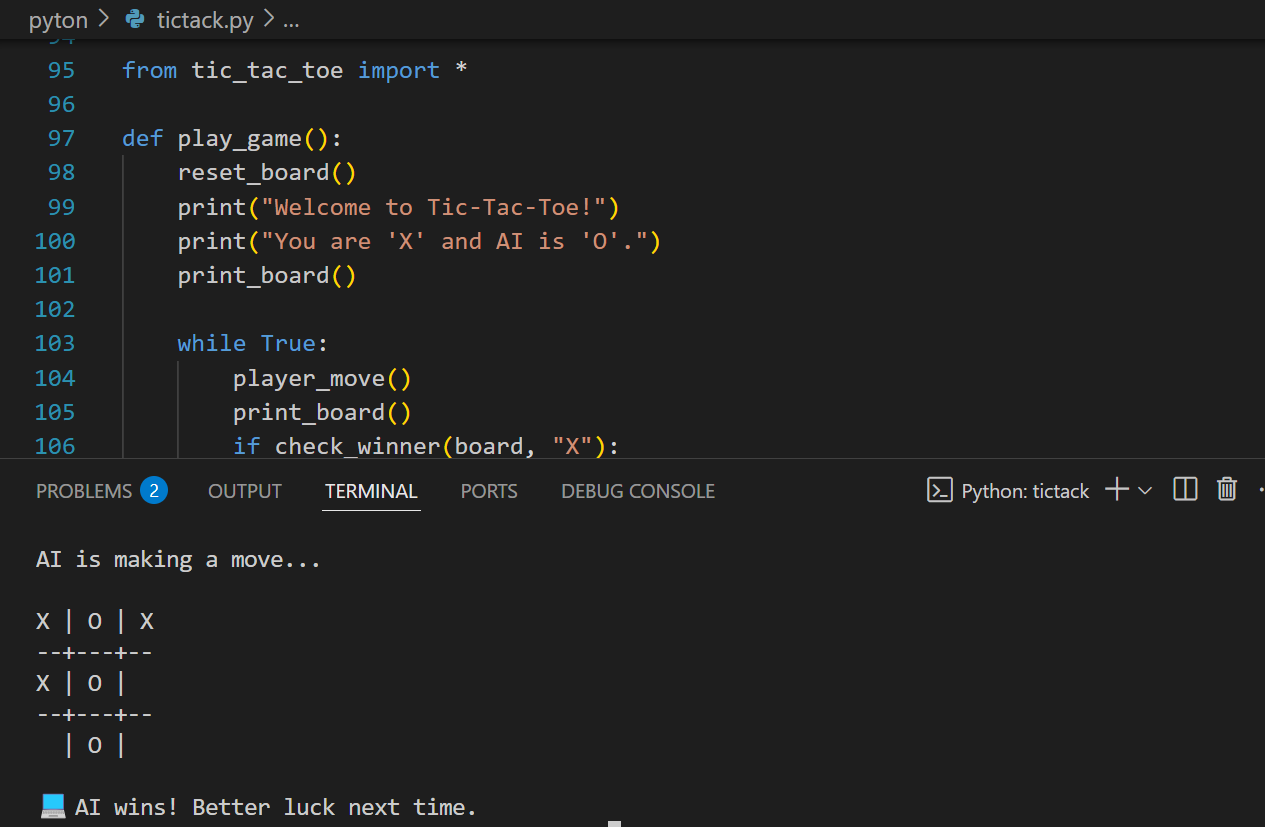 pyton > tictack.py > ...
94
95 from tic_tac_toe import *
96
97 def play_game():
98     reset_board()
99     print("Welcome to Tic-Tac-Toe!")
100     print("You are 'X' and AI is 'O'.")
101     print_board()
102
103     while True:
104         player_move()
105         print_board()
106         if check_winner(board, "X"):
PROBLEMS 2 OUTPUT TERMINAL PORTS DEBUG CONSOLE Python: tictack
AI is making a move...
X | O | X
--+---+--
X | O |
--+---+--
  | O |
💻 AI wins! Better luck next time.